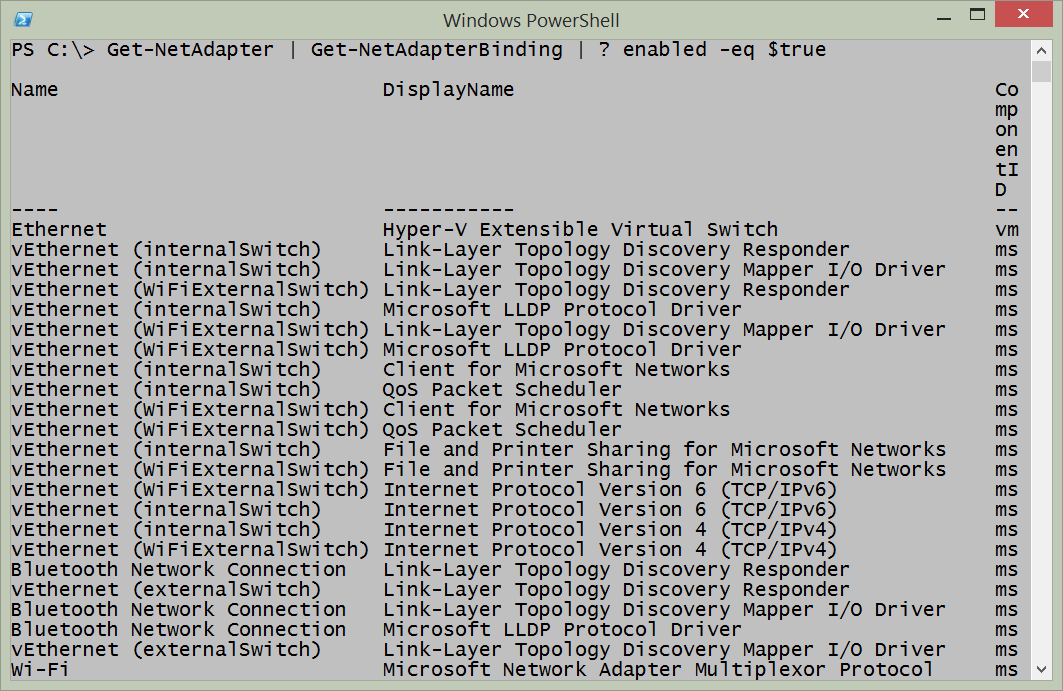 Windows PowerShell
PS C:\> Get-NetAdapter | Get-NetAdapterBinding | ? enabled -eq $true
Name DisplayName Co
mp
on
en
tI
D
---- ----------- --
Ethernet Hyper-V Extensible Virtual Switch vm
vEthernet (internalSwitch) Link-Layer Topology Discovery Responder ms
vEthernet (internalSwitch) Link-Layer Topology Discovery Mapper I/O Driver ms
vEthernet (WiFiExternalSwitch) Link-Layer Topology Discovery Responder ms
vEthernet (internalSwitch) Microsoft LLDP Protocol Driver ms
vEthernet (WiFiExternalSwitch) Link-Layer Topology Discovery Mapper I/O Driver ms
vEthernet (WiFiExternalSwitch) Microsoft LLDP Protocol Driver ms
vEthernet (internalSwitch) Client for Microsoft Networks ms
vEthernet (internalSwitch) QoS Packet Scheduler ms
vEthernet (WiFiExternalSwitch) Client for Microsoft Networks ms
vEthernet (WiFiExternalSwitch) QoS Packet Scheduler ms
vEthernet (internalSwitch) File and Printer Sharing for Microsoft Networks ms
vEthernet (WiFiExternalSwitch) File and Printer Sharing for Microsoft Networks ms
vEthernet (WiFiExternalSwitch) Internet Protocol Version 6 (TCP/IPv6) ms
vEthernet (internalSwitch) Internet Protocol Version 6 (TCP/IPv6) ms
vEthernet (internalSwitch) Internet Protocol Version 4 (TCP/IPv4) ms
vEthernet (WiFiExternalSwitch) Internet Protocol Version 4 (TCP/IPv4) ms
Bluetooth Network Connection Link-Layer Topology Discovery Responder ms
vEthernet (externalSwitch) Link-Layer Topology Discovery Responder ms
Bluetooth Network Connection Link-Layer Topology Discovery Mapper I/O Driver ms
Bluetooth Network Connection Microsoft LLDP Protocol Driver ms
vEthernet (externalSwitch) Link-Layer Topology Discovery Mapper I/O Driver ms
Wi-Fi Microsoft Network Adapter Multiplexor Protocol ms